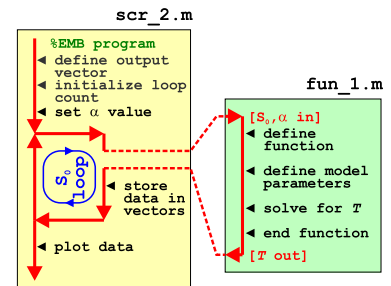 scr_2.m
%EMB program
define output
vector
initialize loop
count
set α value
S₀
loop
store
data in
vectors
plot data
fun_1.m
[S₀,α in]
define
function
define model
parameters
solve for T
end function
[T out]